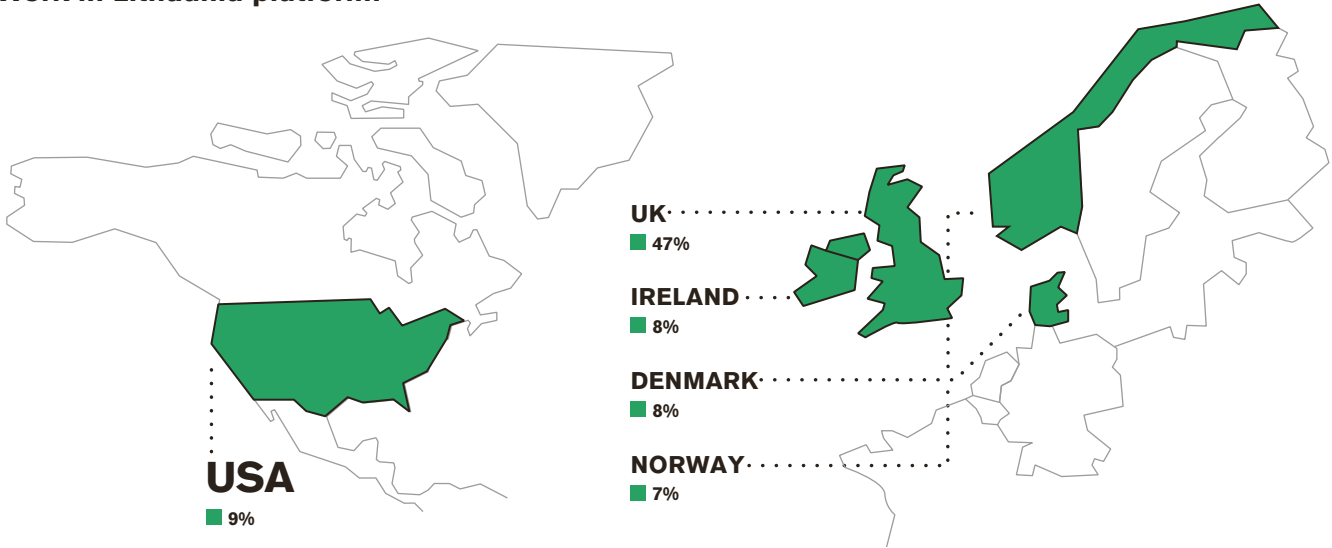 UK
47%
IRELAND
8%
DENMARK
8%
NORWAY
7%
USA
9%